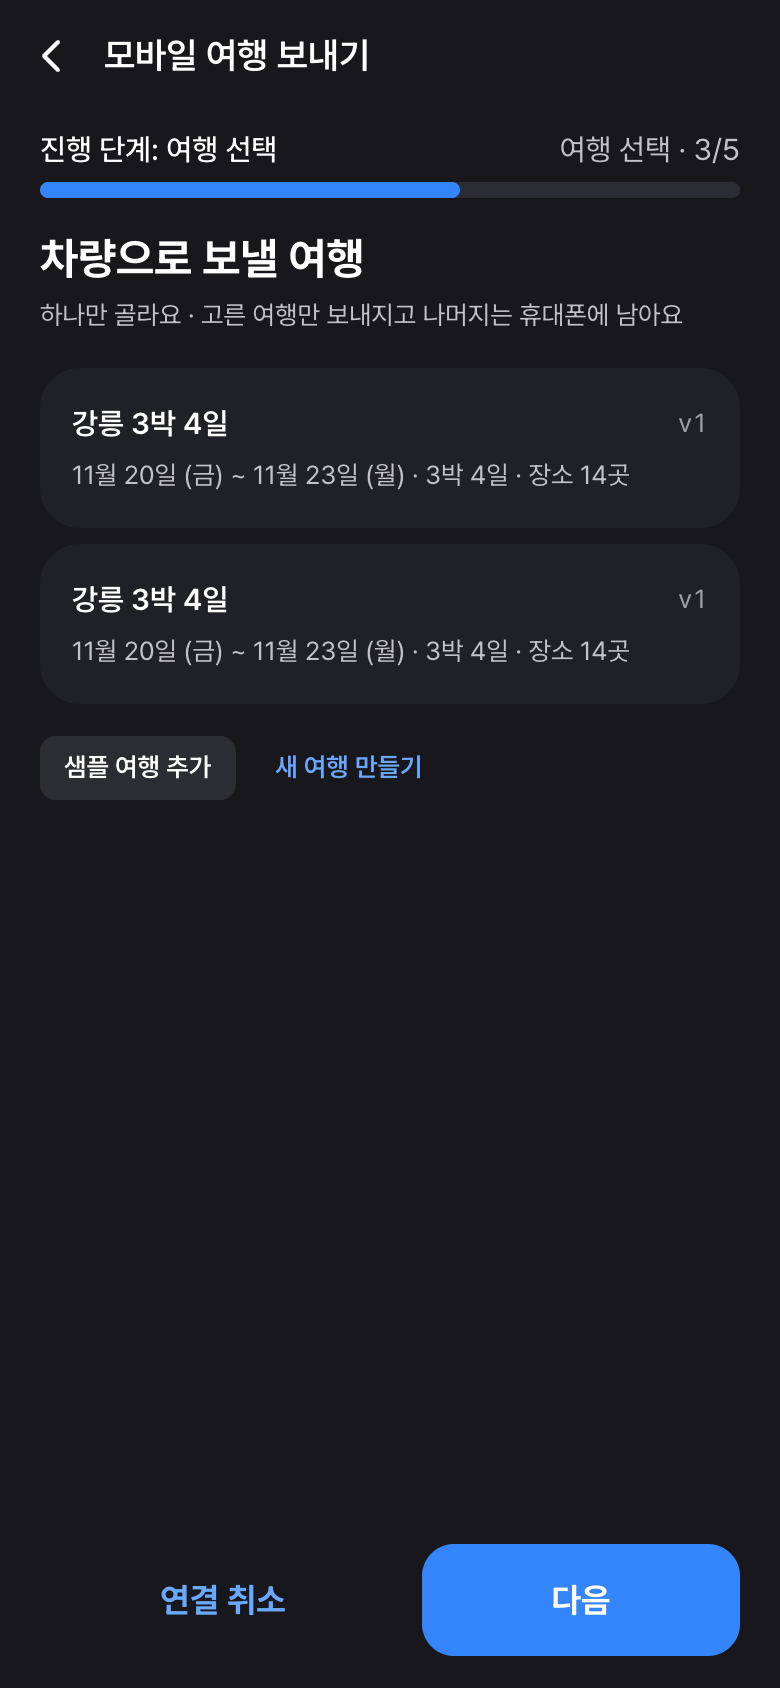 모바일 여행 보내기
진행 단계: 여행 선택
여행 선택 · 3/5
차량으로 보낼 여행
하나만 골라요 · 고른 여행만 보내지고 나머지는 휴대폰에 남아요
강릉 3박 4일
v1
11월 20일 (금) ~ 11월 23일 (월) · 3박 4일 · 장소 14곳
강릉 3박 4일
v1
11월 20일 (금) ~ 11월 23일 (월) · 3박 4일 · 장소 14곳
샘플 여행 추가
새 여행 만들기
연결 취소
다음